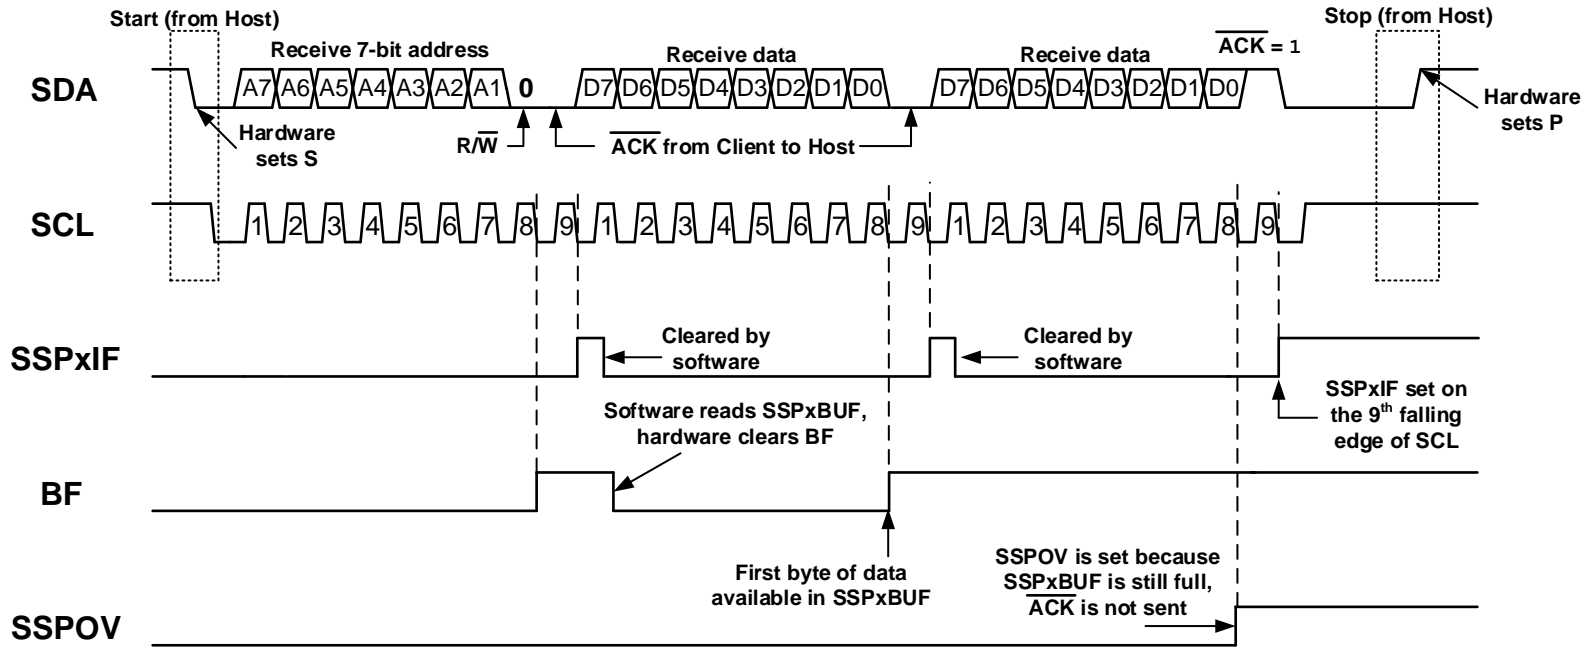 Start (from Host)
Stop (from Host)
Receive 7-bit address
Receive data
Receive data
ACK = 1
SDA
A7 A6 A5 A4 A3 A2 A1 0
D7 D6 D5 D4 D3 D2 D1 D0
D7 D6 D5 D4 D3 D2 D1 D0
Hardware
sets S
R/W
ACK from Client to Host
Hardware
sets P
SCL
1 2 3 4 5 6 7 8 9 1 2 3 4 5 6 7 8 9 1 2 3 4 5 6 7 8 9
SSPxIF
Cleared by
software
Cleared by
software
SSPxIF set on
the 9th falling
edge of SCL
Software reads SSPxBUF,
hardware clears BF
BF
First byte of data
available in SSPxBUF
SSPOV is set because
SSPxBUF is still full,
ACK is not sent
SSPOV